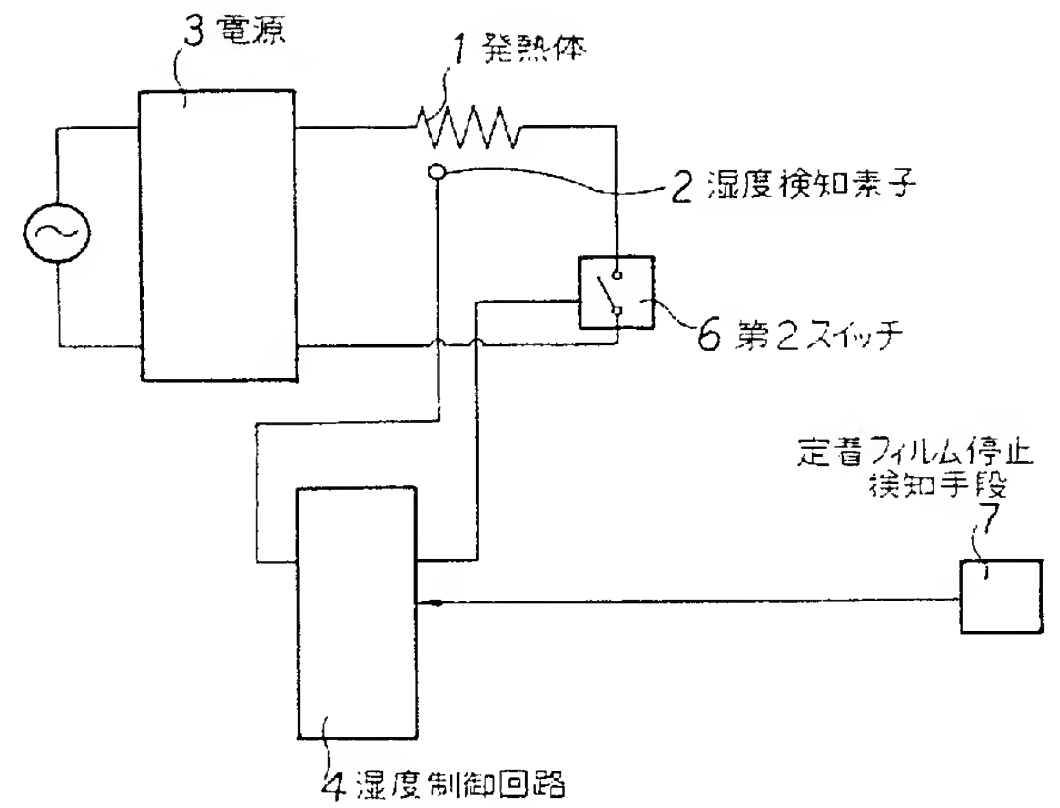 3 電源
1 発熱体
2 湿度検知素子
6 第2スイッチ
定着フィルム停止
検知手段
7
4 湿度制御回路